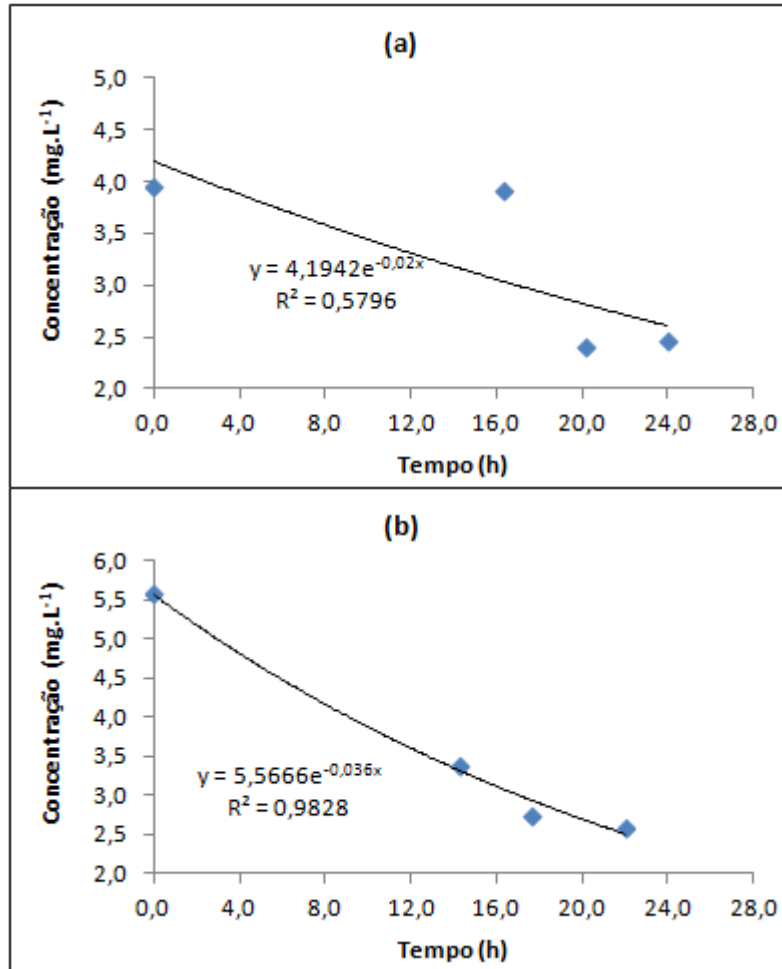 (a)
Concentração (mg.L⁻¹)
5,0
4,5
4,0
3,5
3,0
2,5
2,0
y = 4,1942e⁻⁰,⁰²ˣ
R² = 0,5796
0,0 4,0 8,0 12,0 16,0 20,0 24,0 28,0
Tempo (h)
(b)
Concentração (mg.L⁻¹)
6,0
5,5
5,0
4,5
4,0
3,5
3,0
2,5
2,0
y = 5,5666e⁻⁰,⁰³⁶ˣ
R² = 0,9828
0,0 4,0 8,0 12,0 16,0 20,0 24,0 28,0
Tempo (h)